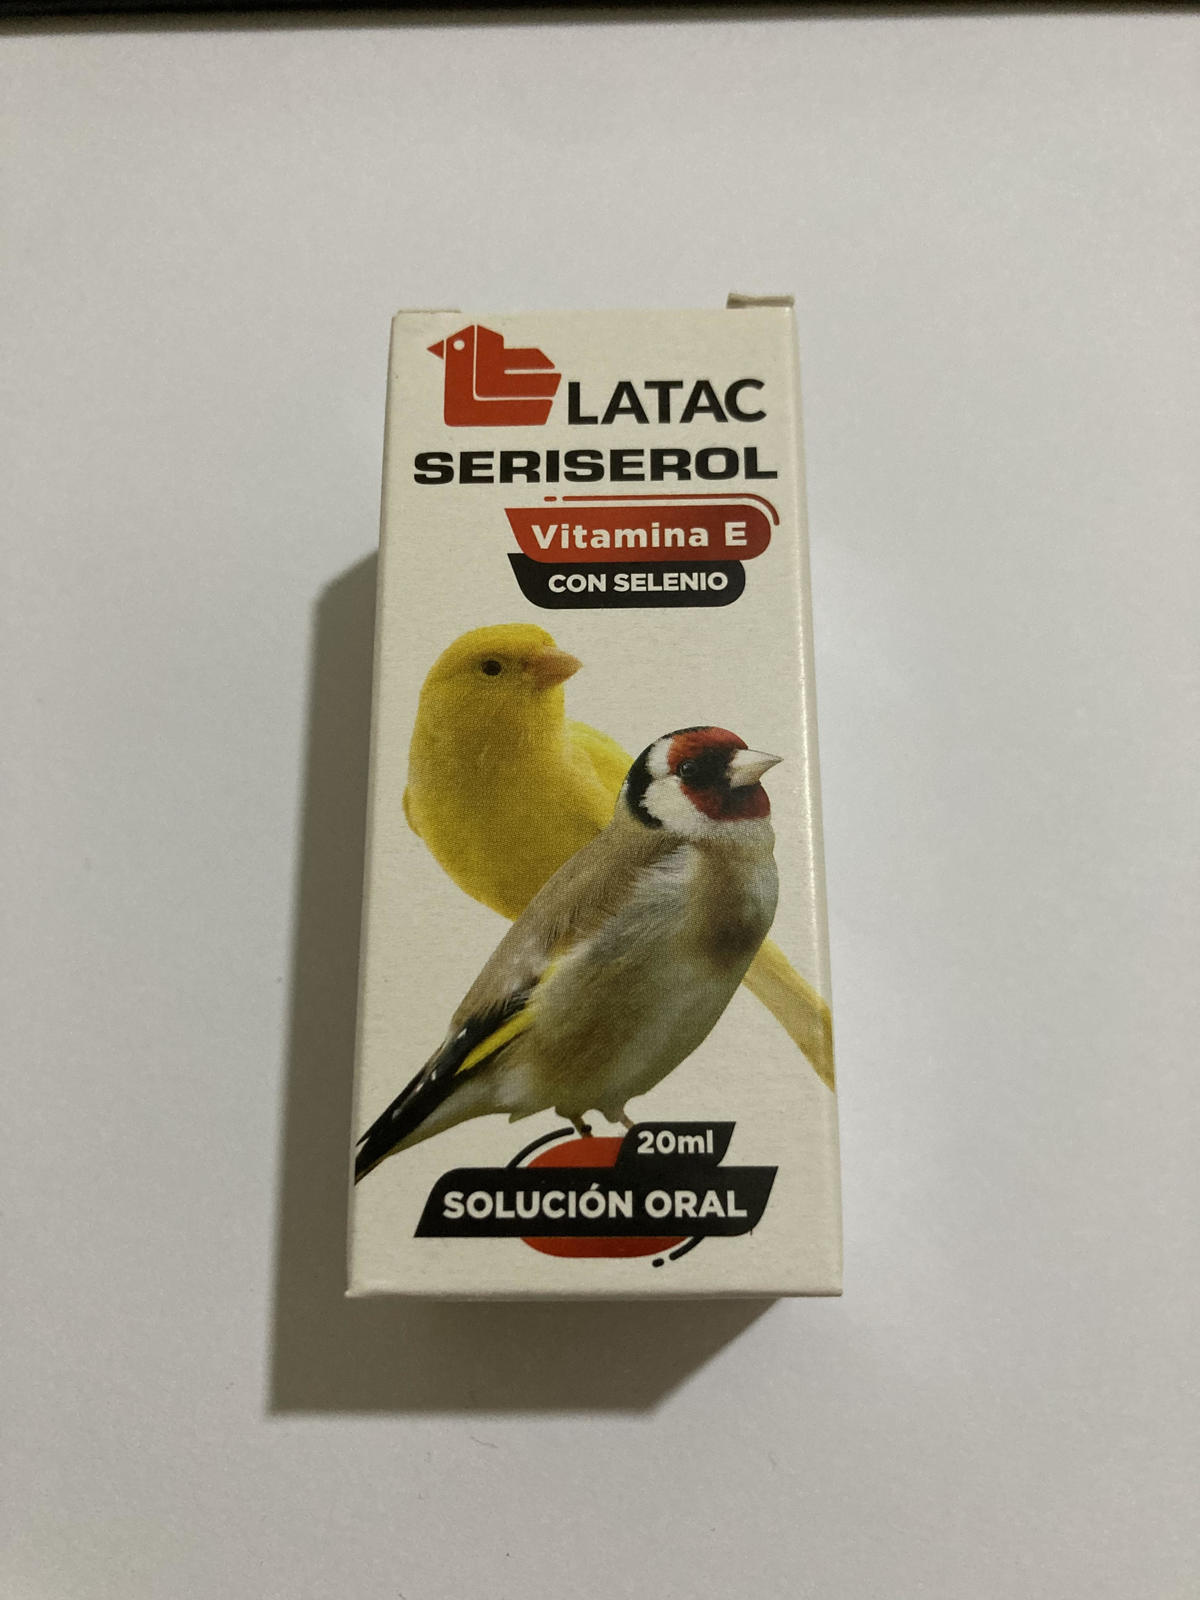 LATAC
SERISEROL
Vitamina E
CON SELENIO
20ml
SOLUCIÓN ORAL